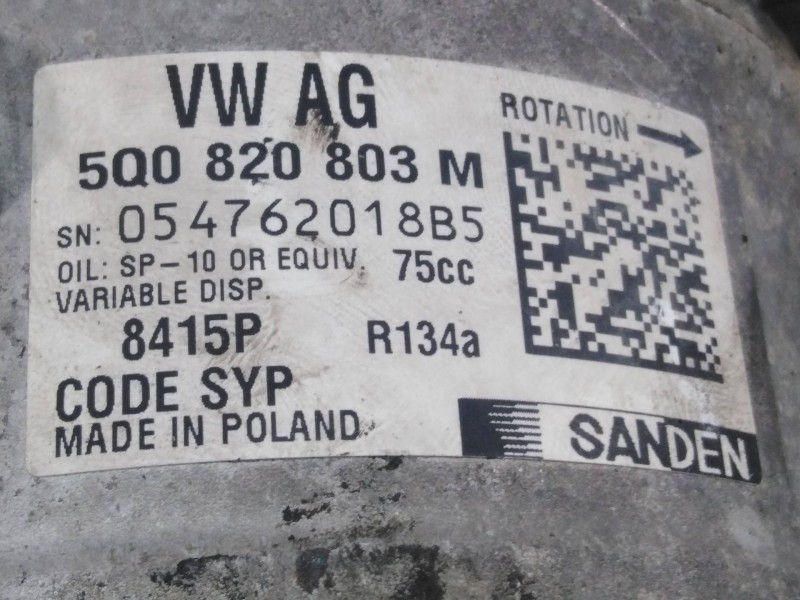 VW AG
ROTATION
5Q0 820 803 M
SN: 054762018B5
OIL: SP-10 OR EQUIV. 75cc
VARIABLE DISP.
8415P R134a
CODE SYP
MADE IN POLAND
SANDEN